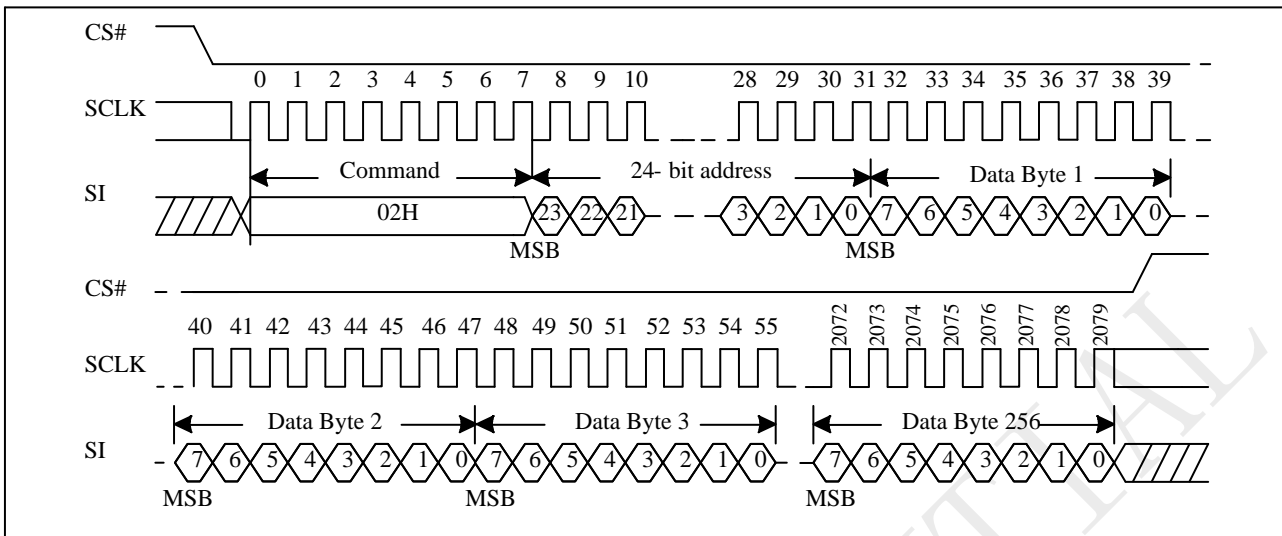 CS#
0 1 2 3 4 5 6 7 8 9 10 28 29 30 31 32 33 34 35 36 37 38 39
SCLK
Command 24- bit address Data Byte 1
SI
02H 23 22 21 3 2 1 0 7 6 5 4 3 2 1 0
MSB MSB
CS#
40 41 42 43 44 45 46 47 48 49 50 51 52 53 54 55 2072 2073 2074 2075 2076 2077 2078 2079
SCLK
Data Byte 2 Data Byte 3 Data Byte 256
SI
7 6 5 4 3 2 1 0 7 6 5 4 3 2 1 0 7 6 5 4 3 2 1 0
MSB MSB MSB